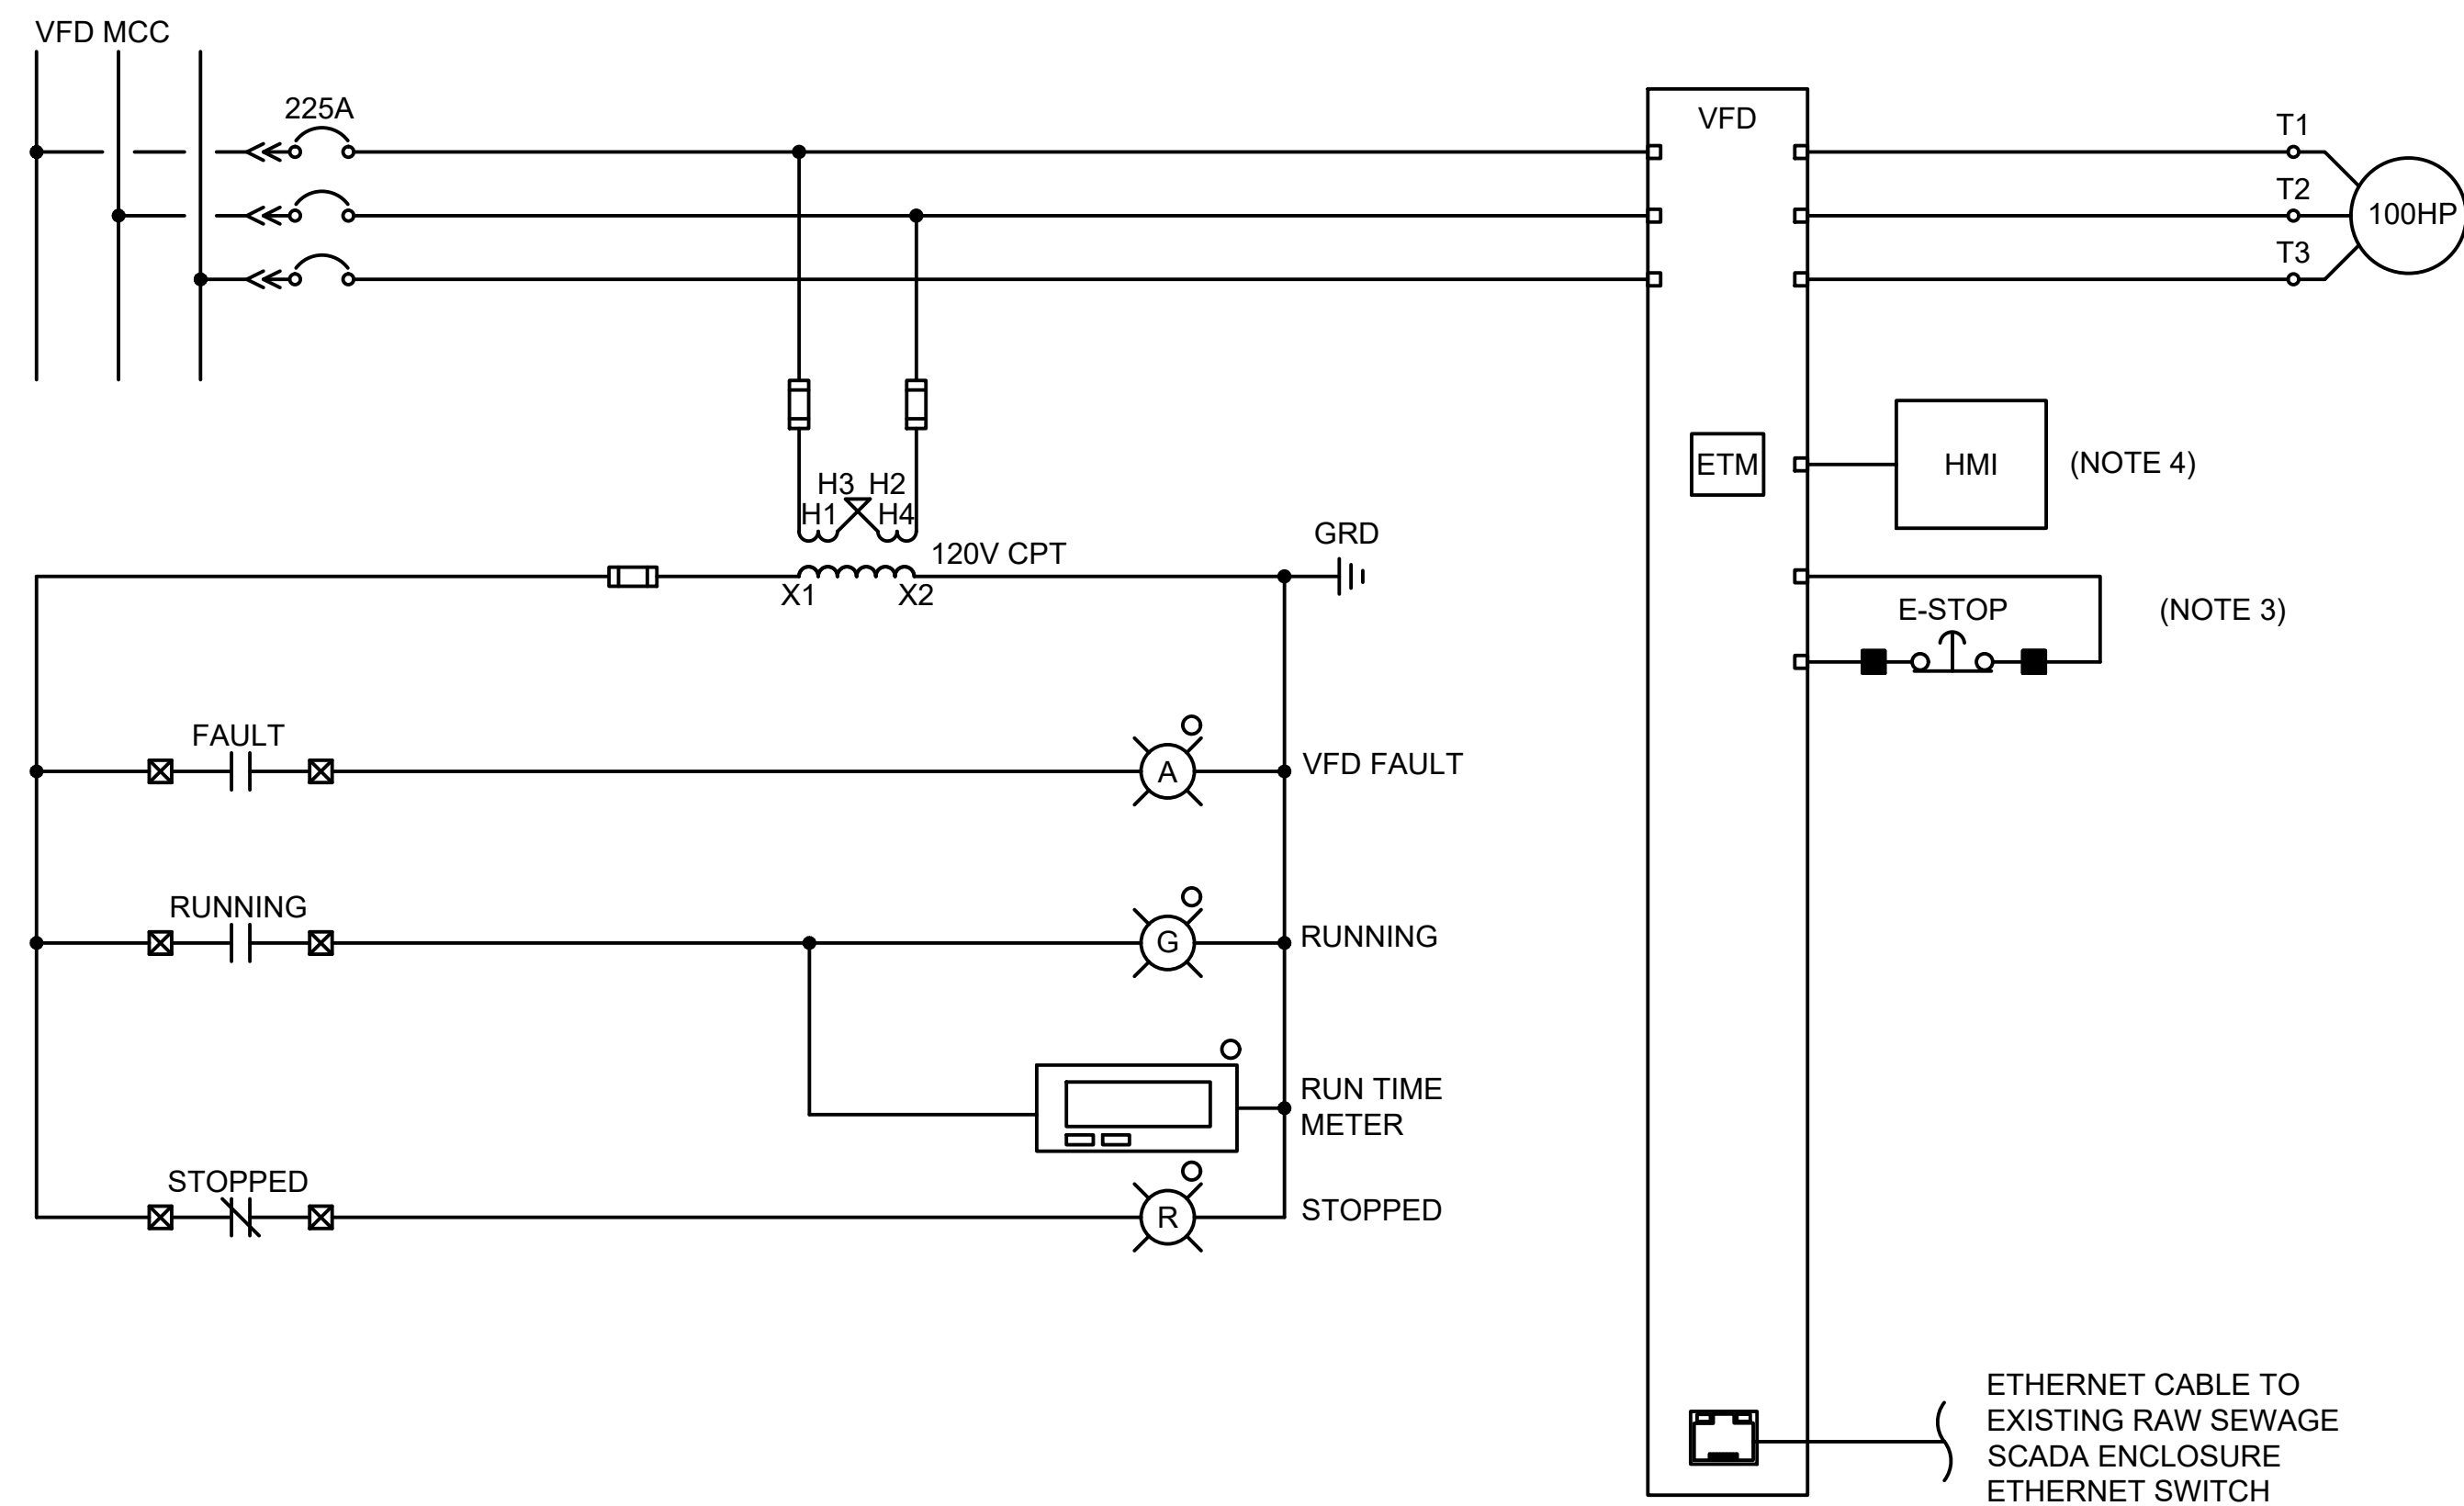 VFD MCC
225A
VFD
T1
T2
100HP
T3
H3 H2
H1 H4
ETM
HMI
(NOTE 4)
120V CPT
GRD
X1
X2
E-STOP
(NOTE 3)
FAULT
A
VFD FAULT
RUNNING
G
RUNNING
RUN TIME
METER
STOPPED
R
STOPPED
ETHERNET CABLE TO
EXISTING RAW SEWAGE
SCADA ENCLOSURE
ETHERNET SWITCH